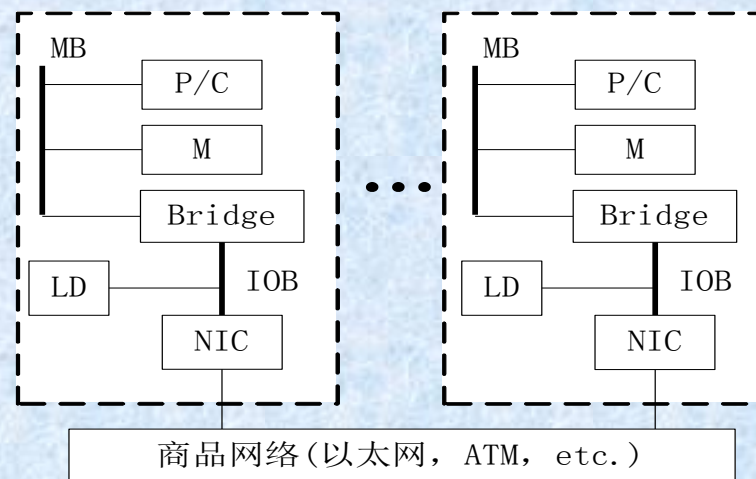 MB
P/C
M
Bridge
LD
IOB
NIC
•••
MB
P/C
M
Bridge
LD
IOB
NIC
商品网络(以太网, ATM, etc.)